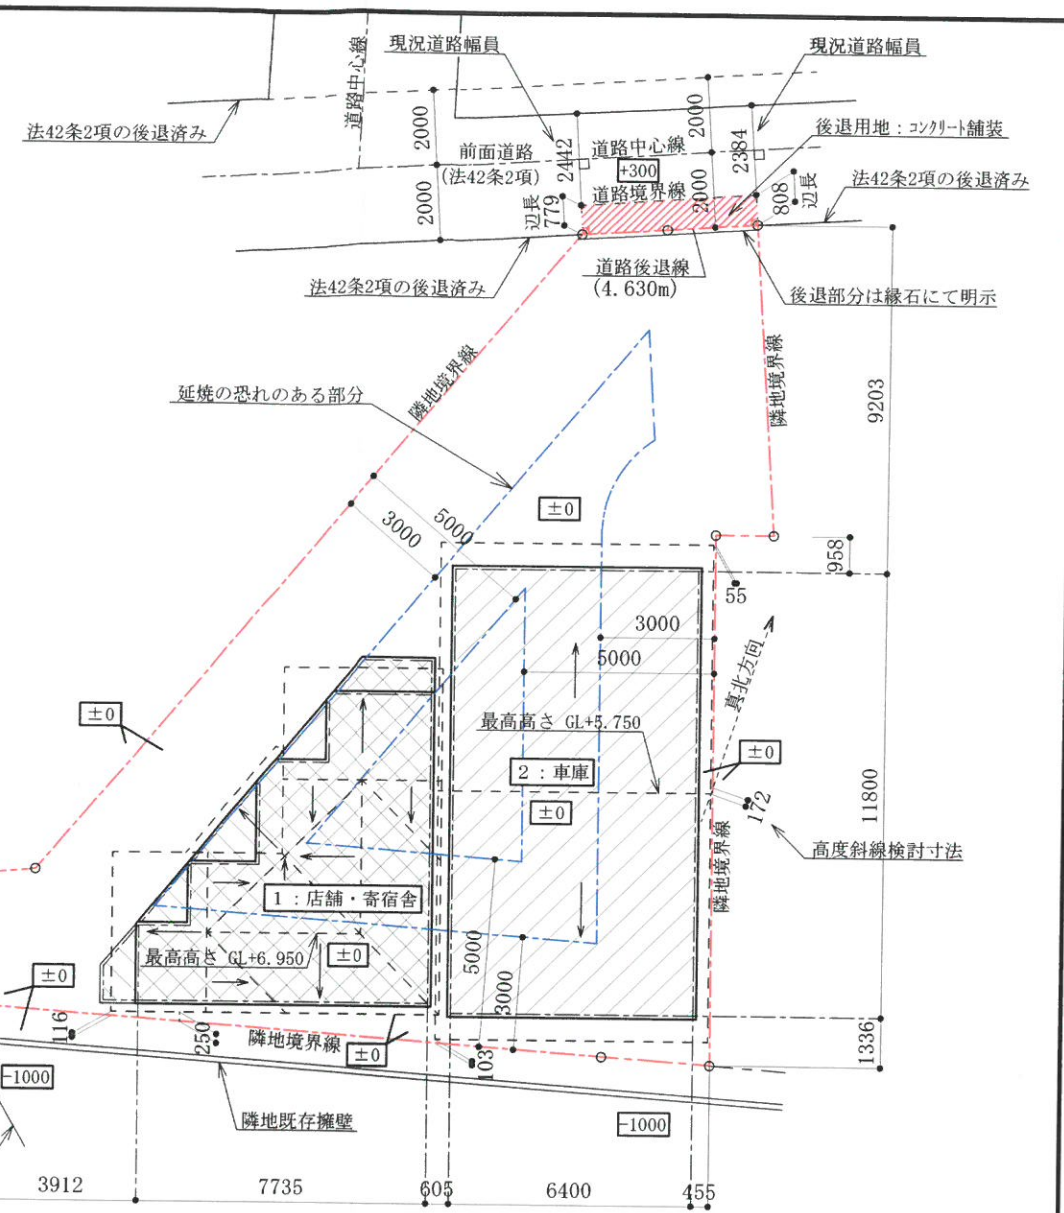 現況道路幅員
現況道路幅員
道路中心線
法42条2項の後退済み
2000
前面道路
(法42条2項)
2442
道路中心線
+300
道路境界線
2000
2384
後退用地：コンクリート舗装
法42条2項の後退済み
2000
辺長
779
2000
808
辺長
法42条2項の後退済み
道路後退線
(4.630m)
後退部分は縁石にて明示
延焼の恐れのある部分
隣地境界線
隣地境界線
9203
3000
5000
±0
958
55
3000
5000
真北方向
±0
最高高さ GL+5.750
±0
2：車庫
±0
172
11800
高度斜線検討寸法
隣地境界線
1：店舗・寄宿舎
最高高さ GL+6.950
±0
5000
3000
±0
116
250
隣地境界線
±0
103
1336
-1000
隣地既存擁壁
-1000
3912
7735
605
6400
455